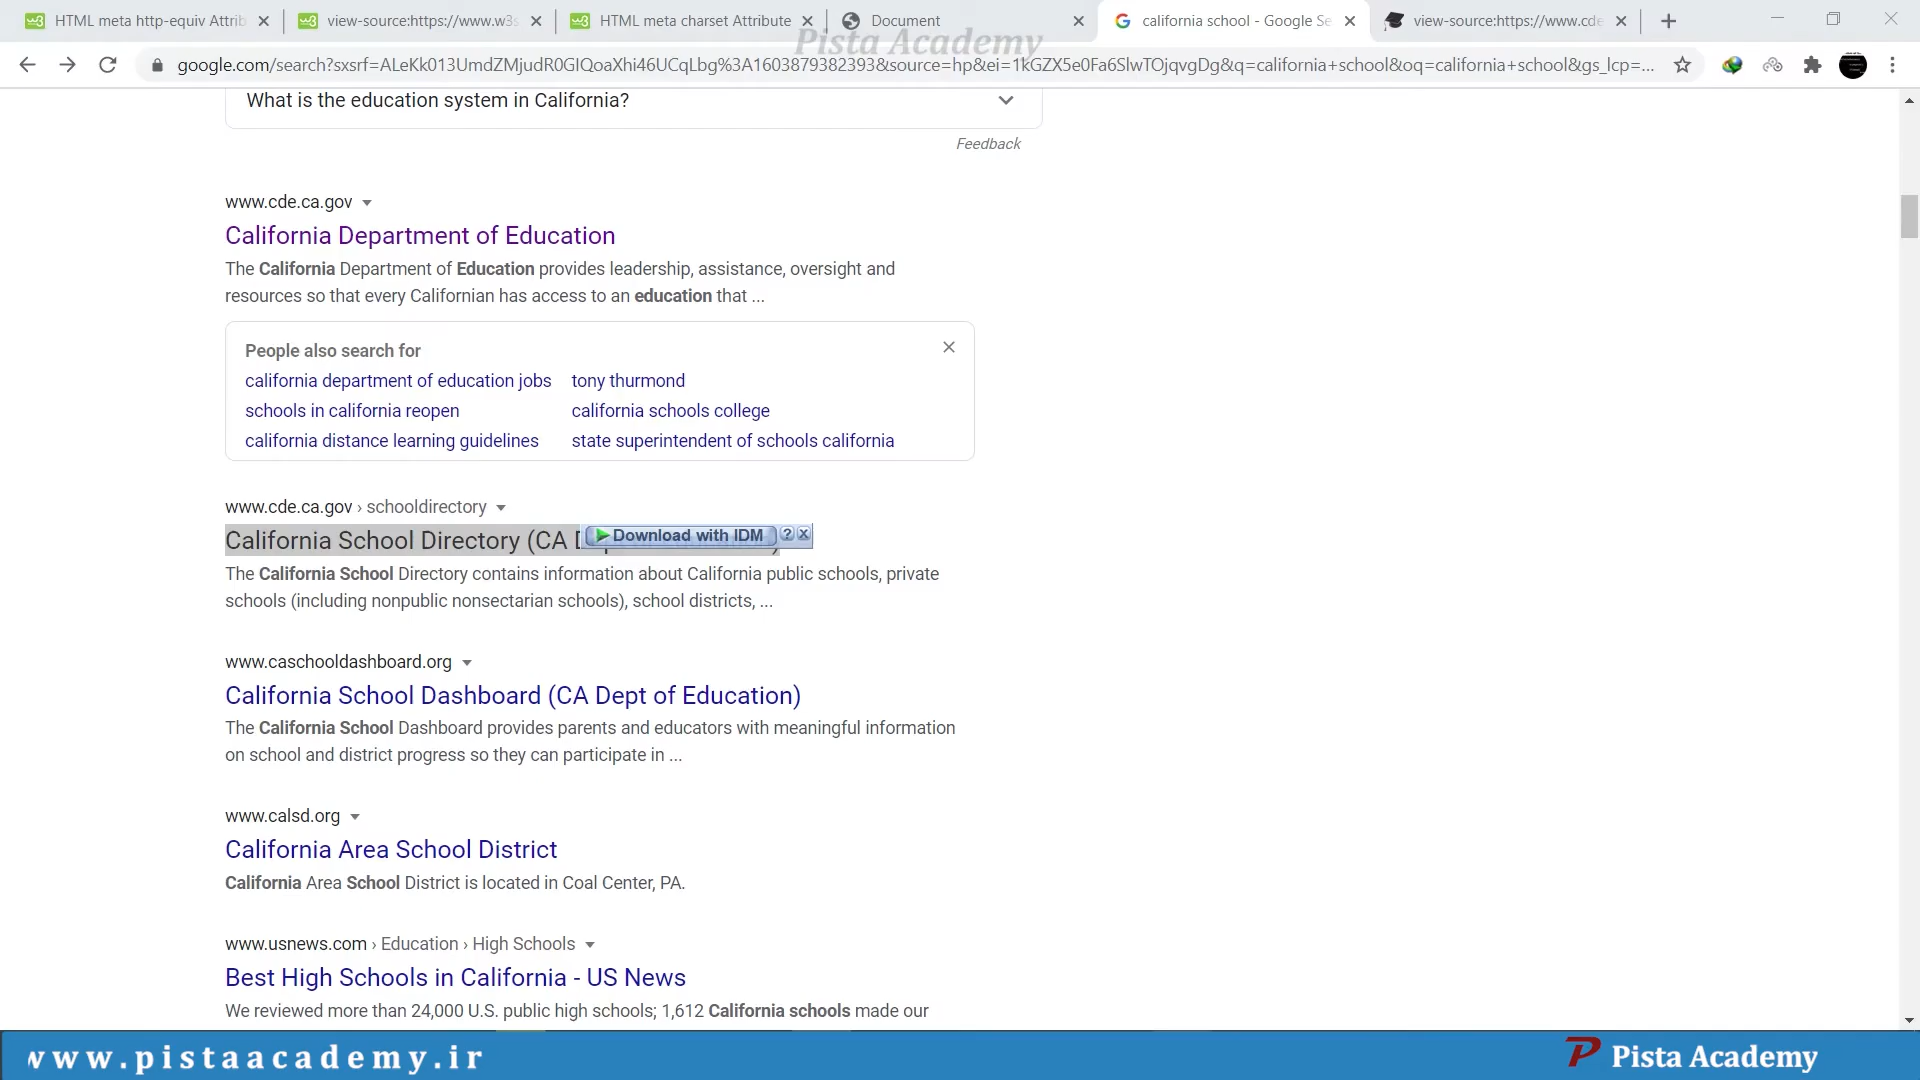 HTML meta http-equiv Attrib
view-source:https://www.w3s
HTML meta charset Attribute
Document
california school - Google Se
view-source:https://www.cde
Pista Academy
google.com/search?sxsrf=ALeKk013UmdZMjudR0GIQoaXhi46UCqLbg%3A1603879382393&source=hp&ei=1kGZX5e0Fa6SlwTOjqvgDg&q=california+school&oq=california+school&gs_lcp=...
What is the education system in California?
Feedback
www.cde.ca.gov
California Department of Education
The California Department of Education provides leadership, assistance, oversight and
resources so that every Californian has access to an education that ...
People also search for
california department of education jobs tony thurmond
schools in california reopen california schools college
california distance learning guidelines state superintendent of schools california
www.cde.ca.gov › schooldirectory
California School Directory (CA
Download with IDM ? X
The California School Directory contains information about California public schools, private
schools (including nonpublic nonsectarian schools), school districts, ...
www.caschooldashboard.org
California School Dashboard (CA Dept of Education)
The California School Dashboard provides parents and educators with meaningful information
on school and district progress so they can participate in ...
www.calsd.org
California Area School District
California Area School District is located in Coal Center, PA.
www.usnews.com › Education › High Schools
Best High Schools in California - US News
We reviewed more than 24,000 U.S. public high schools; 1,612 California schools made our
www.pistaacademy.ir
Pista Academy